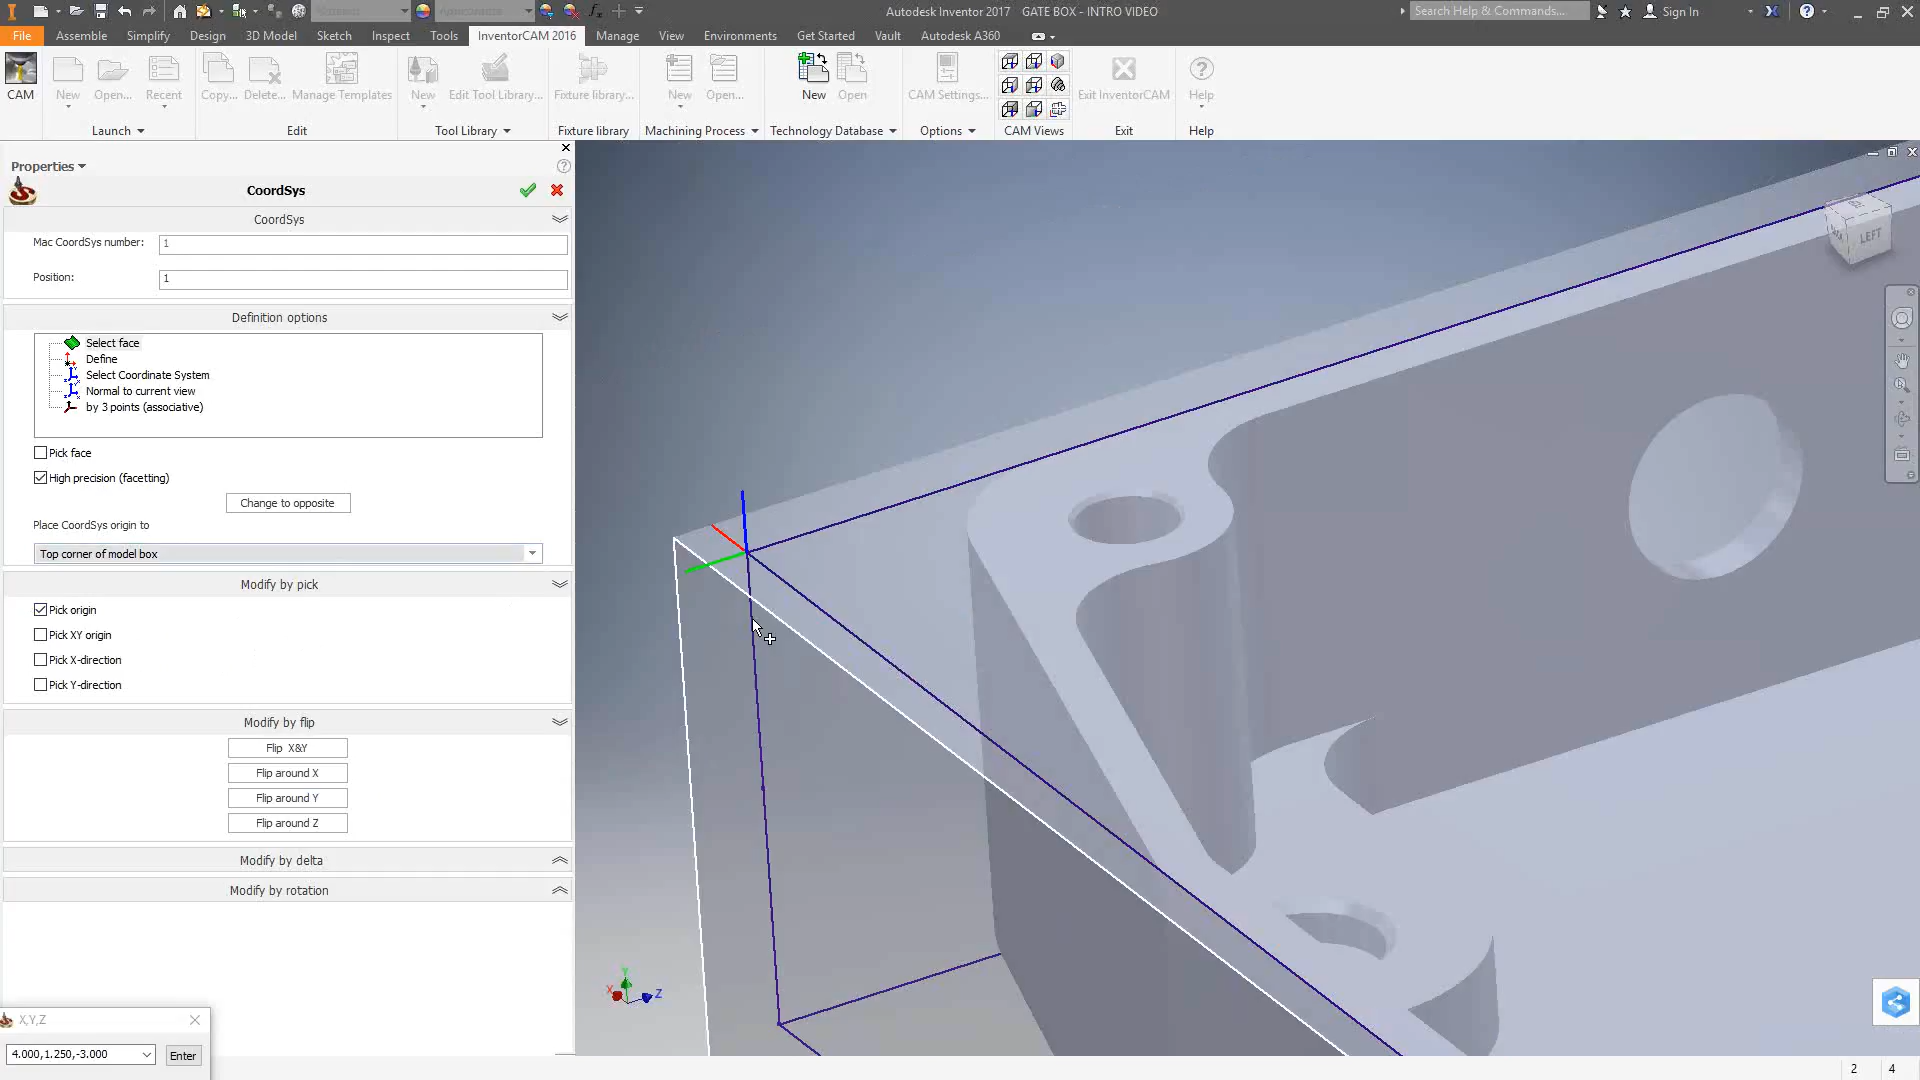 Autodesk Inventor 2017 GATE BOX - INTRO VIDEO
Search Help & Commands...
Sign In
File Assemble Simplify Design 3D Model Sketch Inspect Tools InventorCAM 2016 Manage View Environments Get Started Vault Autodesk A360
CAM New Open... Recent Copy... Delete... Manage Templates New Edit Tool Library... Fixture library... New Open... New Open CAM Settings... Exit InventorCAM Help
Launch Edit Tool Library Fixture library Machining Process Technology Database Options CAM Views Exit Help
Properties
CoordSys
CoordSys
Mac CoordSys number: 1
Position: 1
Definition options
Select face
Define
Select Coordinate System
Normal to current view
by 3 points (associative)
Pick face
High precision (facetting)
Change to opposite
Place CoordSys origin to
Top corner of model box
Modify by pick
Pick origin
Pick XY origin
Pick X-direction
Pick Y-direction
Modify by flip
Flip X&Y
Flip around X
Flip around Y
Flip around Z
Modify by delta
Modify by rotation
X,Y,Z
4.000,1.250,-3.000 Enter
LEFT
Y
X
Z
2 4